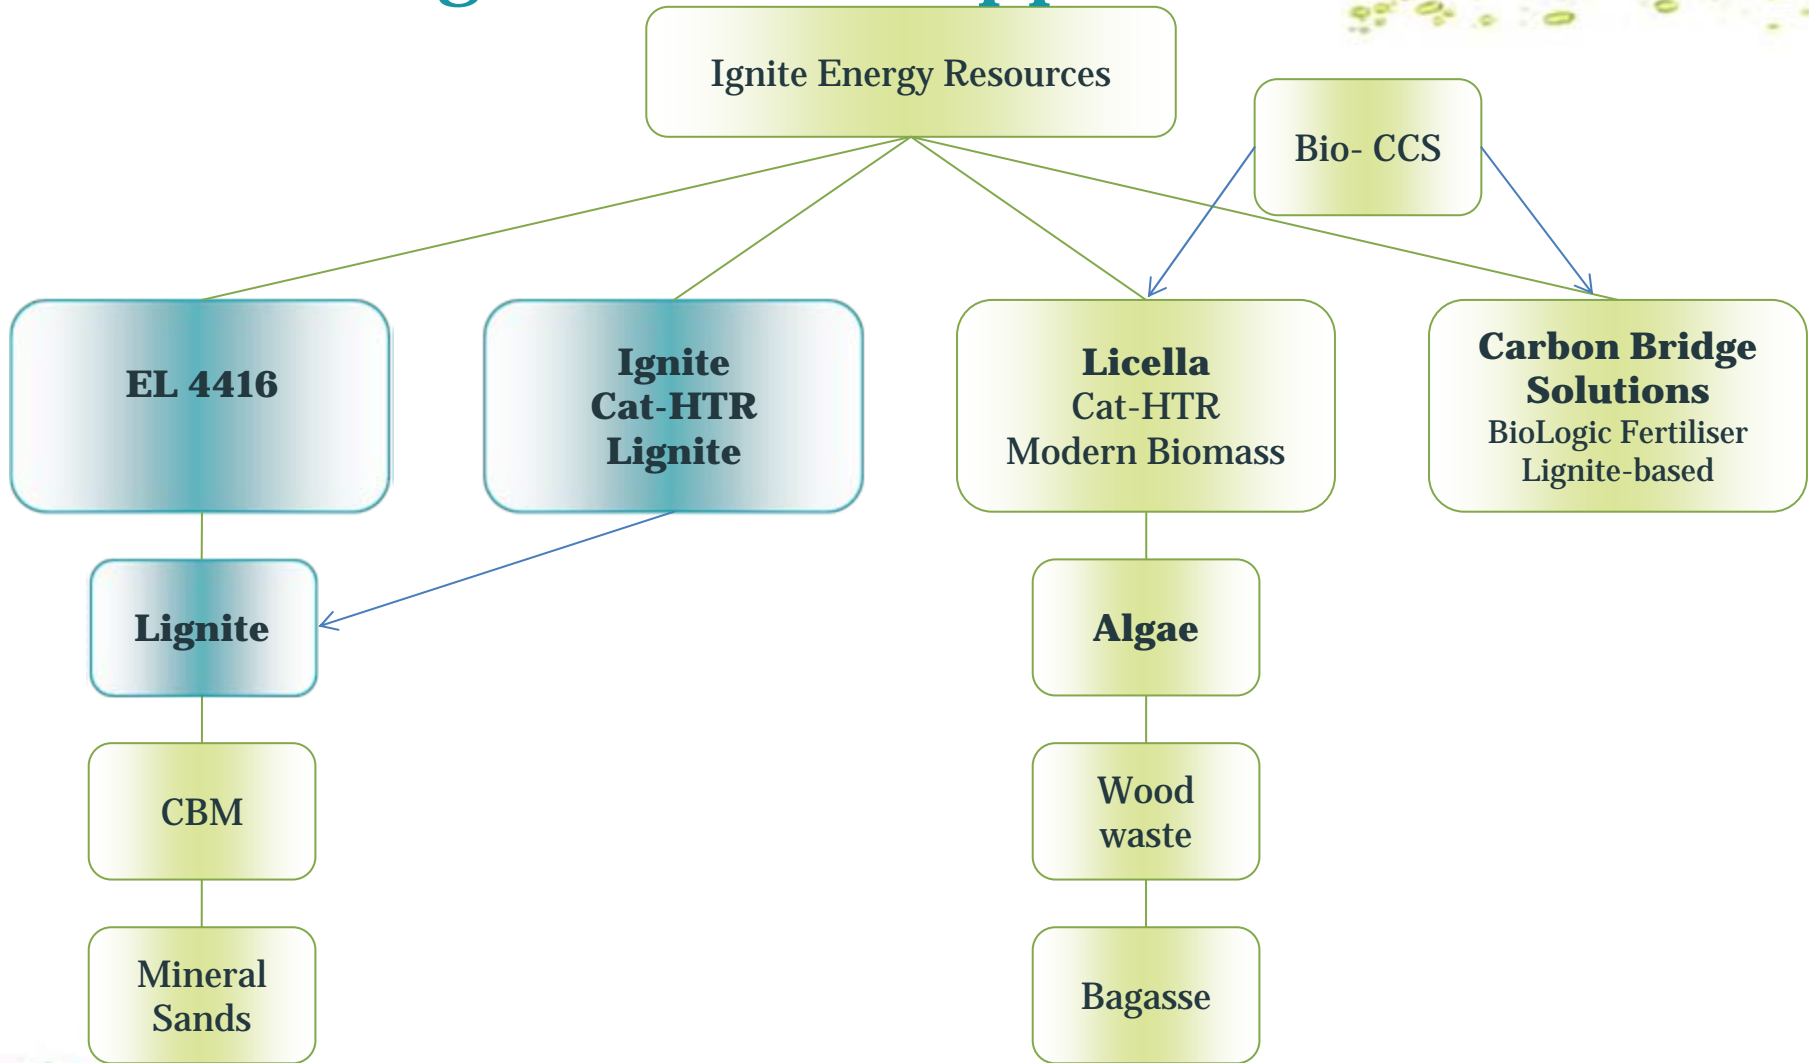 Ignite Energy Resources
Bio- CCS
EL 4416
Ignite
Cat-HTR
Lignite
Licella
Cat-HTR
Modern Biomass
Carbon Bridge
Solutions
BioLogic Fertiliser
Lignite-based
Lignite
Algae
CBM
Wood
waste
Mineral
Sands
Bagasse